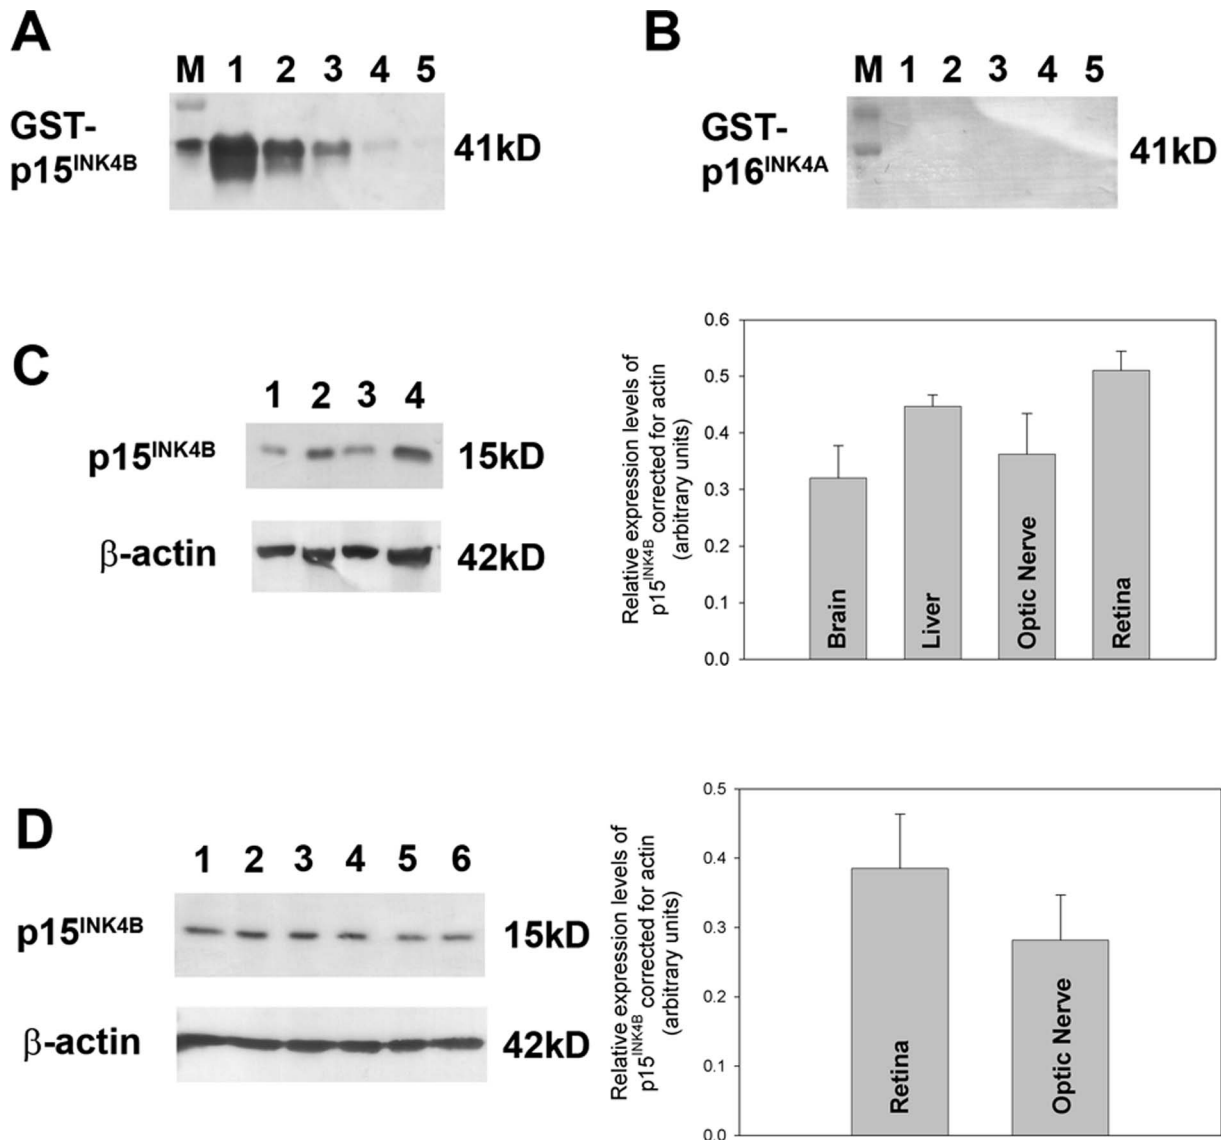 A
M 1 2 3 4 5
GST-
p15INK4B
41kD
B
M 1 2 3 4 5
GST-
p16INK4A
41kD
C
1 2 3 4
p15INK4B
15kD
β-actin
42kD
Relative expression levels of
p15INK4B corrected for actin
(arbitrary units)
0.6
0.5
0.4
0.3
0.2
0.1
0.0
Brain
Liver
Optic Nerve
Retina
D
1 2 3 4 5 6
p15INK4B
15kD
β-actin
42kD
Relative expression levels of
p15INK4B corrected for actin
(arbitrary units)
0.5
0.4
0.3
0.2
0.1
0.0
Retina
Optic Nerve